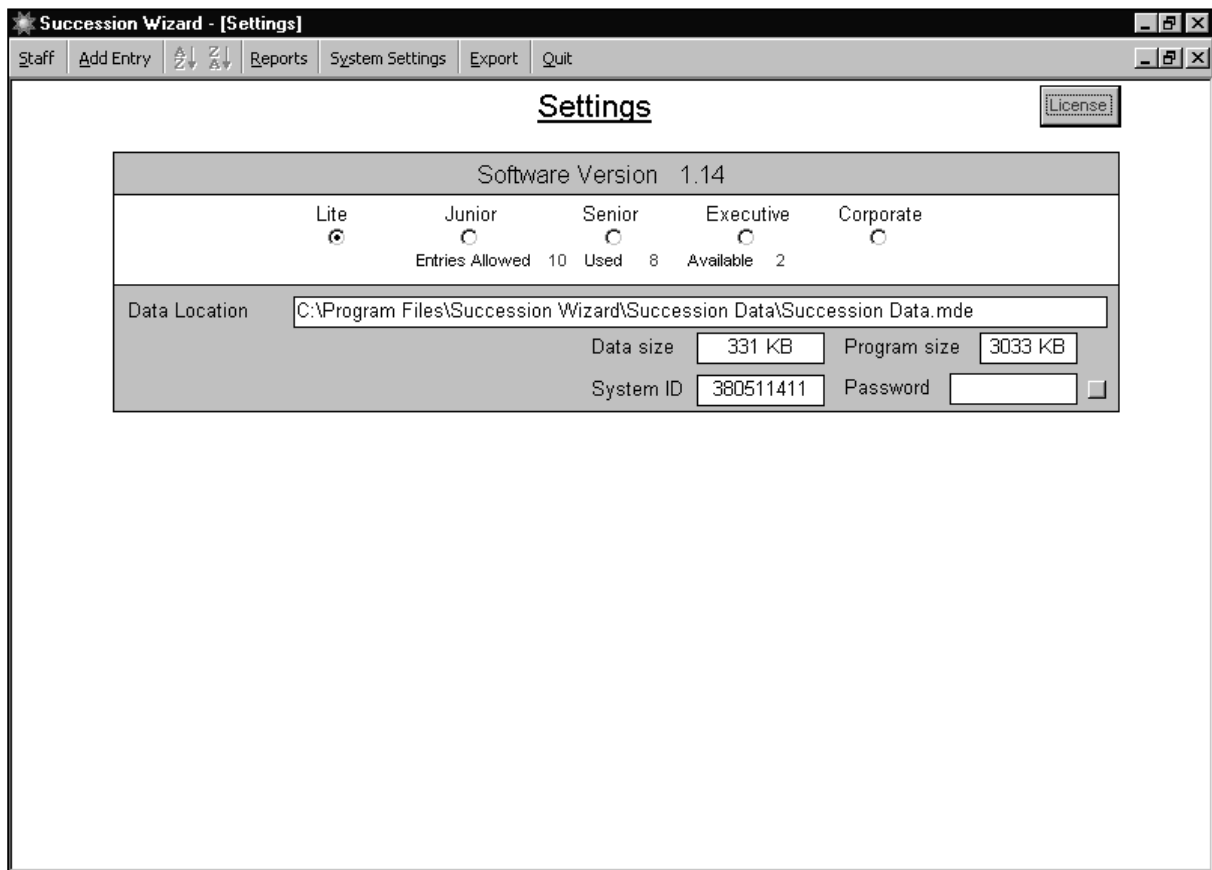 Succession Wizard - [Settings]
Staff Add Entry A Z Z A Reports System Settings Export Quit
Settings License
Software Version 1.14
Lite Junior Senior Executive Corporate
Entries Allowed 10 Used 8 Available 2
Data Location C:\Program Files\Succession Wizard\Succession Data\Succession Data.mde
Data size 331 KB Program size 3033 KB
System ID 380511411 Password